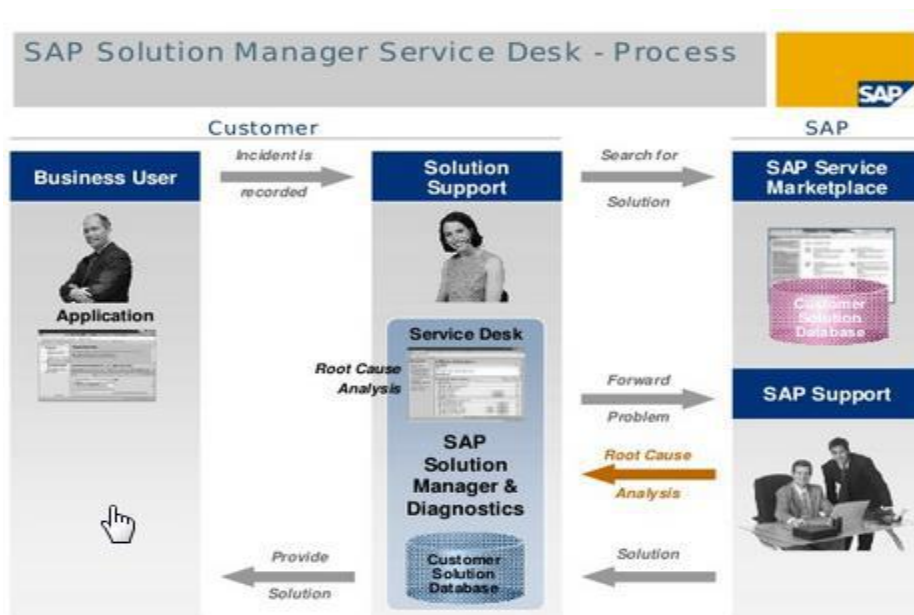 SAP Solution Manager Service Desk - Process
SAP
Customer
SAP
Business User
Incident is
recorded
Solution
Support
Search for
Solution
SAP Service
Marketplace
Application
Customer
Solution
Database
Service Desk
Root Cause
Analysis
Forward
Problem
SAP Support
SAP
Solution
Manager &
Diagnostics
Root Cause
Analysis
Provide
Solution
Customer
Solution
Database
Solution